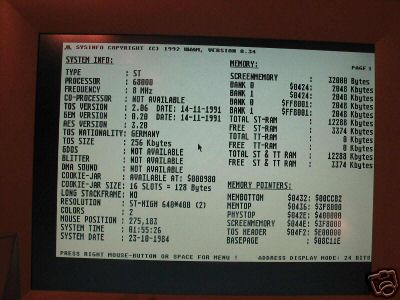 SYSINFO COPYRIGHT (C) 1992 VERSION 0.34
SYSTEM INFO:
TYPE : ST
PROCESSOR : 68000
FREQUENCY : 8 MHz
CO-PROCESSOR : NOT AVAILABLE
TOS VERSION : 2.06 DATE: 14-11-1991
GEM VERSION : 0.20 DATE: 14-11-1991
AES VERSION : 3.20
TOS NATIONALITY: GERMANY
TOS SIZE : 256 Kbytes
GDOS : NOT AVAILABLE
BLITTER : NOT AVAILABLE
DMA SOUND : NOT AVAILABLE
COOKIE-JAR : AVAILABLE AT: $000980
COOKIE-JAR SIZE: 16 SLOTS = 128 Bytes
LONG STACKFRAME: NO
RESOLUTION : ST-HIGH 640*400 (2)
COLORS : 2
MOUSE POSITION : 275,183
SYSTEM TIME : 01:55:26
SYSTEM DATE : 23-10-1984
PAGE 1
MEMORY:
SCREENMEMORY : 32000 Bytes
BANK 0 $0424: 2048 Kbytes
BANK 1 $0424: 2048 Kbytes
BANK 0 $FF8001: 2048 Kbytes
BANK 1 $FF8001: 2048 Kbytes
TOTAL ST-RAM : 12288 Kbytes
FREE ST-RAM : 3374 Kbytes
TOTAL TT-RAM : 0 Kbytes
FREE TT-RAM : 0 Kbytes
TOTAL ST & TT RAM : 12288 Kbytes
FREE ST & TT RAM : 3374 Kbytes
MEMORY POINTERS:
MEMBOTTOM $0432: $00CCB2
MEMTOP $0436: $3F8000
PHYSTOP $042E: $400000
SCREENMEMORY $044E: $3F8000
TOS HEADER $04F2: $E00000
BASEPAGE : $08C11E
PRESS RIGHT MOUSE-BUTTON OR SPACE FOR MENU !
ADDRESS DISPLAY MODE: 24 BITS